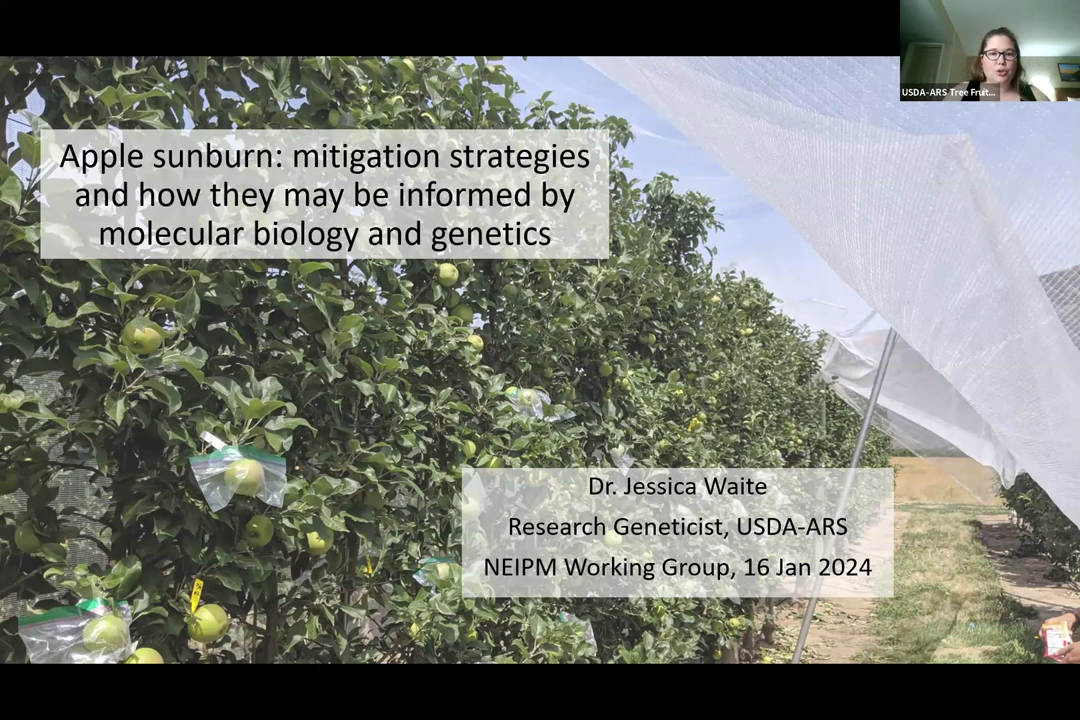 USDA-ARS Tree Fruit...
Apple sunburn: mitigation strategies
and how they may be informed by
molecular biology and genetics
Dr. Jessica Waite
Research Geneticist, USDA-ARS
NEIPM Working Group, 16 Jan 2024